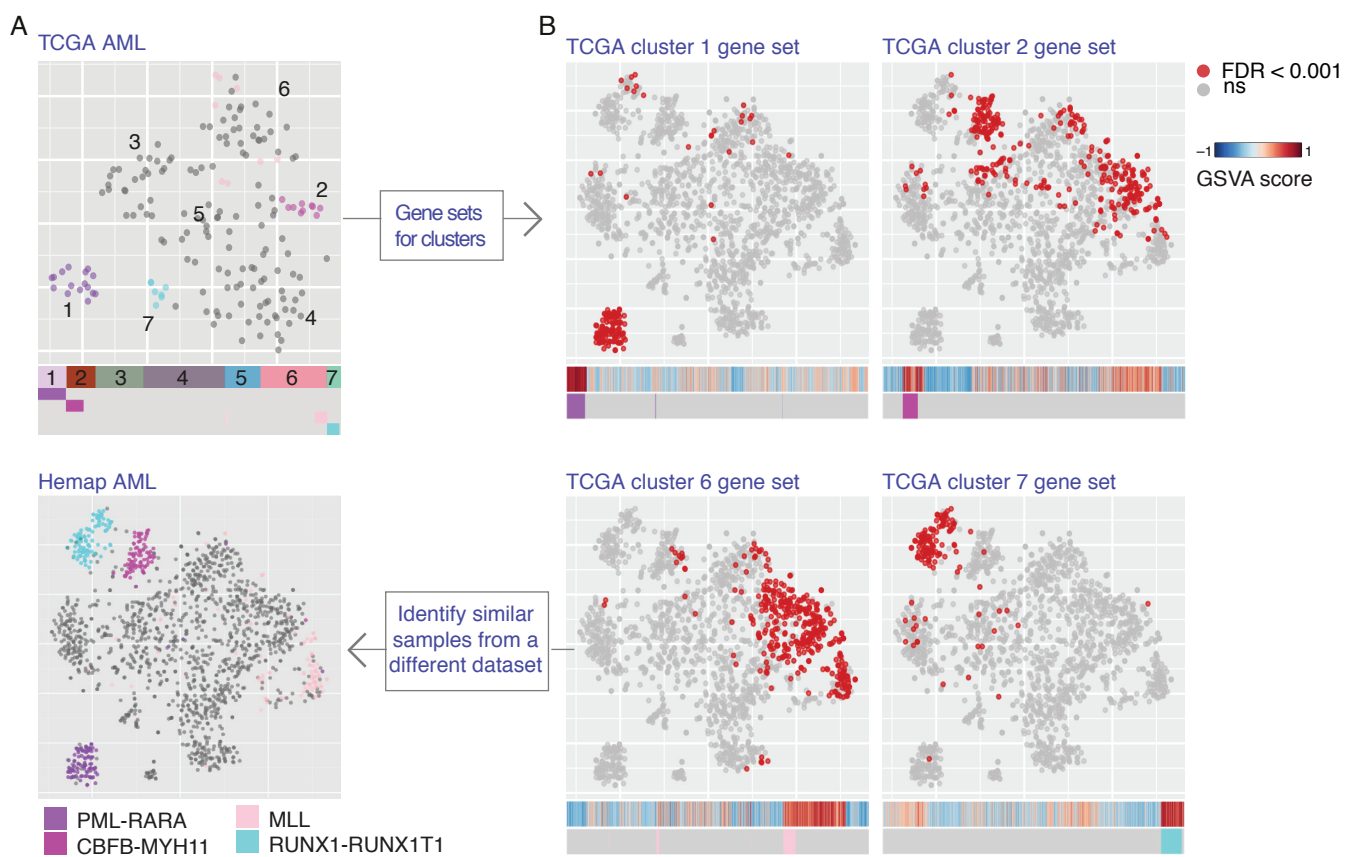 A
TCGA AML
6
3
2
5
1
7
4
1 2 3 4 5 6 7
Gene sets
for clusters
B
TCGA cluster 1 gene set
TCGA cluster 2 gene set
FDR < 0.001
ns
−1 1
GSVA score
Hemap AML
Identify similar
samples from a
different dataset
TCGA cluster 6 gene set
TCGA cluster 7 gene set
PML-RARA
CBFB-MYH11
MLL
RUNX1-RUNX1T1